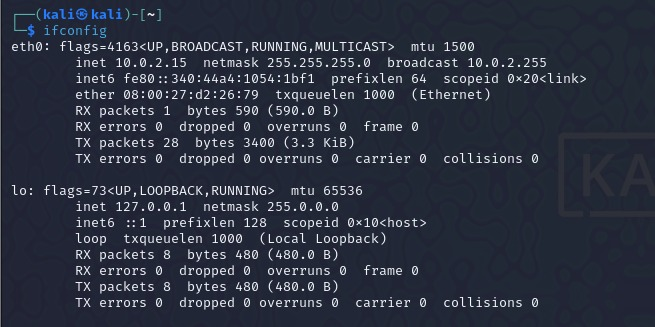 ┌──(kali㉿kali)-[~]
└─$ ifconfig
eth0: flags=4163<UP,BROADCAST,RUNNING,MULTICAST>  mtu 1500
        inet 10.0.2.15  netmask 255.255.255.0  broadcast 10.0.2.255
        inet6 fe80::340:44a4:1054:1bf1  prefixlen 64  scopeid 0×20<link>
        ether 08:00:27:d2:26:79  txqueuelen 1000  (Ethernet)
        RX packets 1  bytes 590 (590.0 B)
        RX errors 0  dropped 0  overruns 0  frame 0
        TX packets 28  bytes 3400 (3.3 KiB)
        TX errors 0  dropped 0 overruns 0  carrier 0  collisions 0

lo: flags=73<UP,LOOPBACK,RUNNING>  mtu 65536
        inet 127.0.0.1  netmask 255.0.0.0
        inet6 ::1  prefixlen 128  scopeid 0×10<host>
        loop  txqueuelen 1000  (Local Loopback)
        RX packets 8  bytes 480 (480.0 B)
        RX errors 0  dropped 0  overruns 0  frame 0
        TX packets 8  bytes 480 (480.0 B)
        TX errors 0  dropped 0 overruns 0  carrier 0  collisions 0
KA